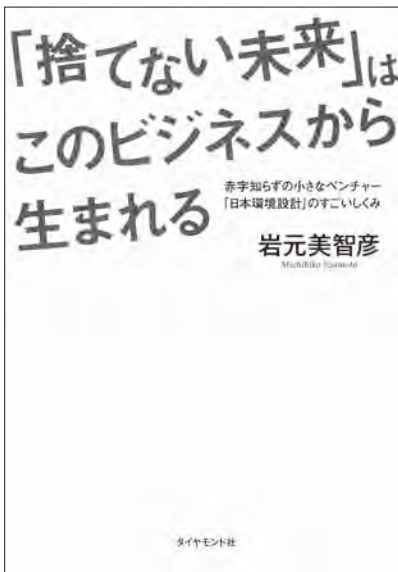 「捨てない未来」は
このビジネスから
生まれる
赤字知らずの小さなベンチャー
「日本環境設計」のすごいしくみ
岩元美智彦
Michihiko Iwamoto
ダイヤモンド社